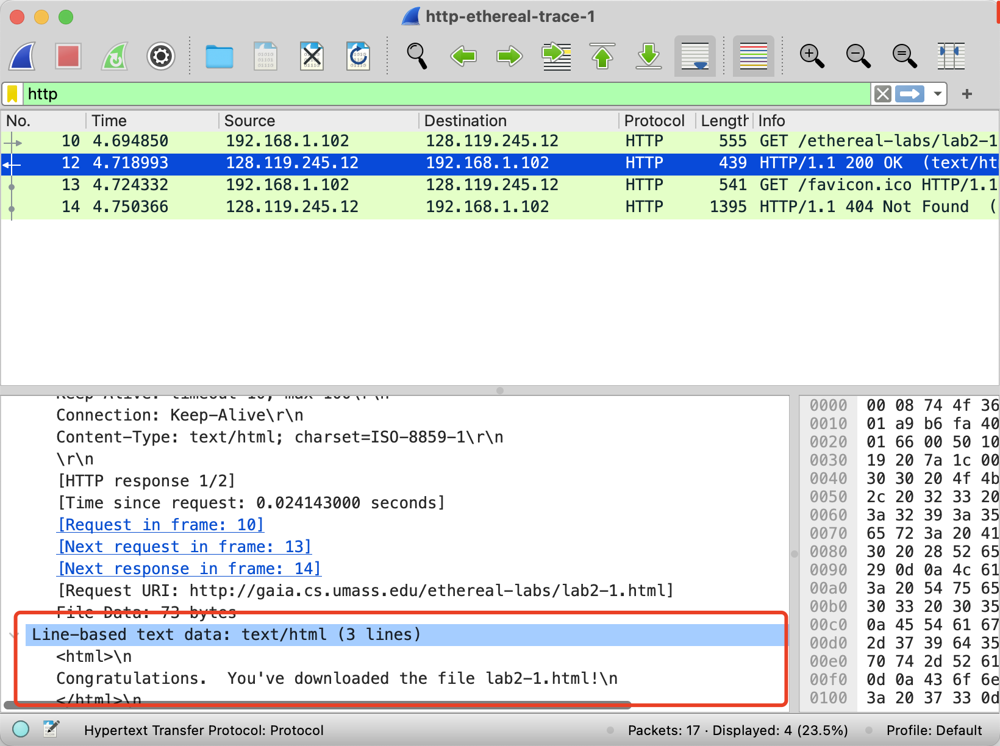 http-ethereal-trace-1
http
No. Time Source Destination Protocol Length Info
10 4.694850 192.168.1.102 128.119.245.12 HTTP 555 GET /ethereal-labs/lab2-1
12 4.718993 128.119.245.12 192.168.1.102 HTTP 439 HTTP/1.1 200 OK  (text/ht
13 4.724332 192.168.1.102 128.119.245.12 HTTP 541 GET /favicon.ico HTTP/1.1
14 4.750366 128.119.245.12 192.168.1.102 HTTP 1395 HTTP/1.1 404 Not Found  (
Keep-Alive: timeout=10, max=100\r\n
Connection: Keep-Alive\r\n
Content-Type: text/html; charset=ISO-8859-1\r\n
\r\n
[HTTP response 1/2]
[Time since request: 0.024143000 seconds]
[Request in frame: 10]
[Next request in frame: 13]
[Next response in frame: 14]
[Request URI: http://gaia.cs.umass.edu/ethereal-labs/lab2-1.html]
File Data: 73 bytes
Line-based text data: text/html (3 lines)
<html>\n
Congratulations.  You've downloaded the file lab2-1.html!\n
</html>\n
0000 00 08 74 4f 36
0010 01 a9 b6 fa 40
0020 01 66 00 50 10
0030 19 20 7a 1c 00
0040 30 30 20 4f 4b
0050 2c 20 32 33 20
0060 3a 32 39 3a 35
0070 65 72 3a 20 41
0080 30 20 28 52 65
0090 29 0d 0a 4c 61
00a0 3a 20 54 75 65
00b0 30 33 20 30 35
00c0 0a 45 54 61 67
00d0 2d 37 39 64 35
00e0 70 74 2d 52 61
00f0 0d 0a 43 6f 6e
0100 3a 20 37 33 0d
Hypertext Transfer Protocol: Protocol
Packets: 17 · Displayed: 4 (23.5%)
Profile: Default